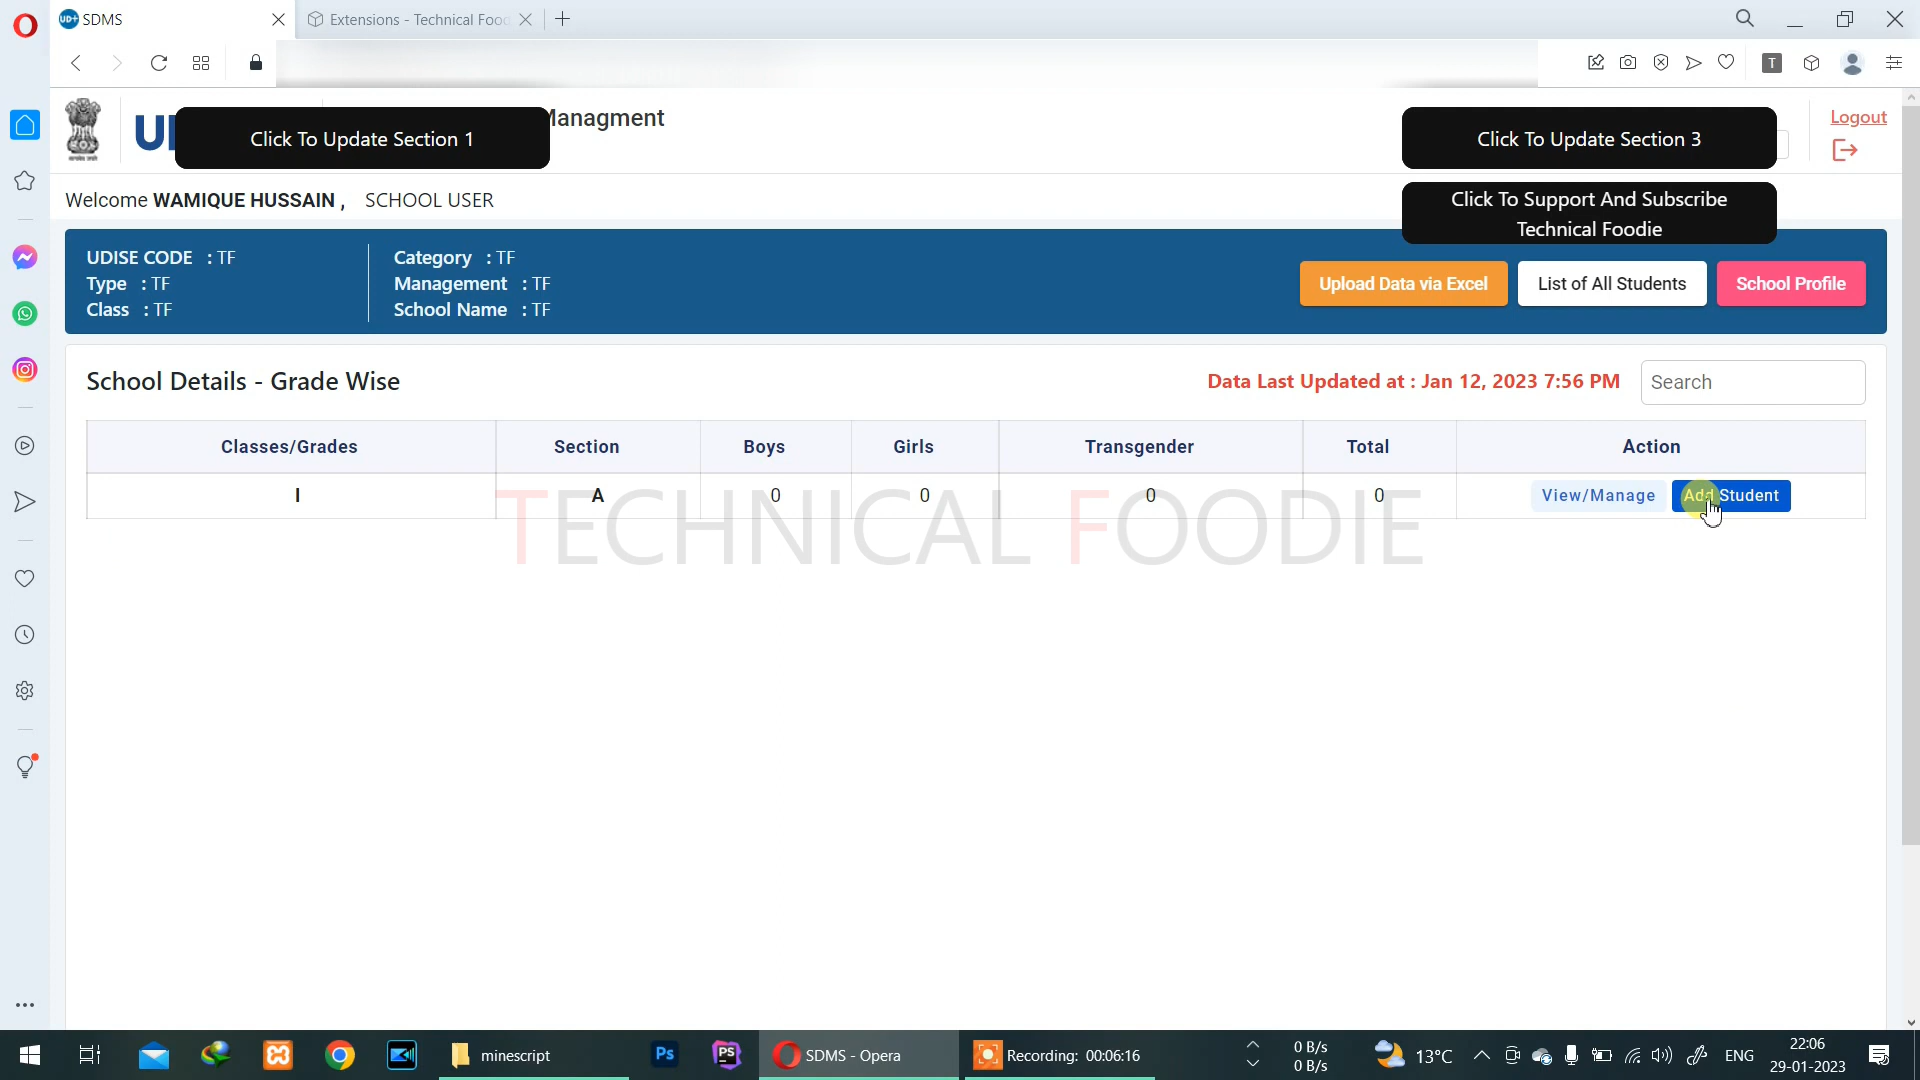 SDMS
Extensions - Technical Food
T
Click To Update Section 1
Managment
Click To Update Section 3
Logout
Welcome WAMIQUE HUSSAIN , SCHOOL USER
Click To Support And Subscribe
Technical Foodie
UDISE CODE : TF
Type : TF
Class : TF
Category : TF
Management : TF
School Name : TF
Upload Data via Excel
List of All Students
School Profile
School Details - Grade Wise
Data Last Updated at : Jan 12, 2023 7:56 PM
Search
Classes/Grades Section Boys Girls Transgender Total Action
I A 0 0 0 0 View/Manage Add Student
TECHNICAL FOODIE
minescript
Ps
PS
SDMS - Opera
Recording: 00:06:16
0 B/s
0 B/s
13°C
ENG
22:06
29-01-2023